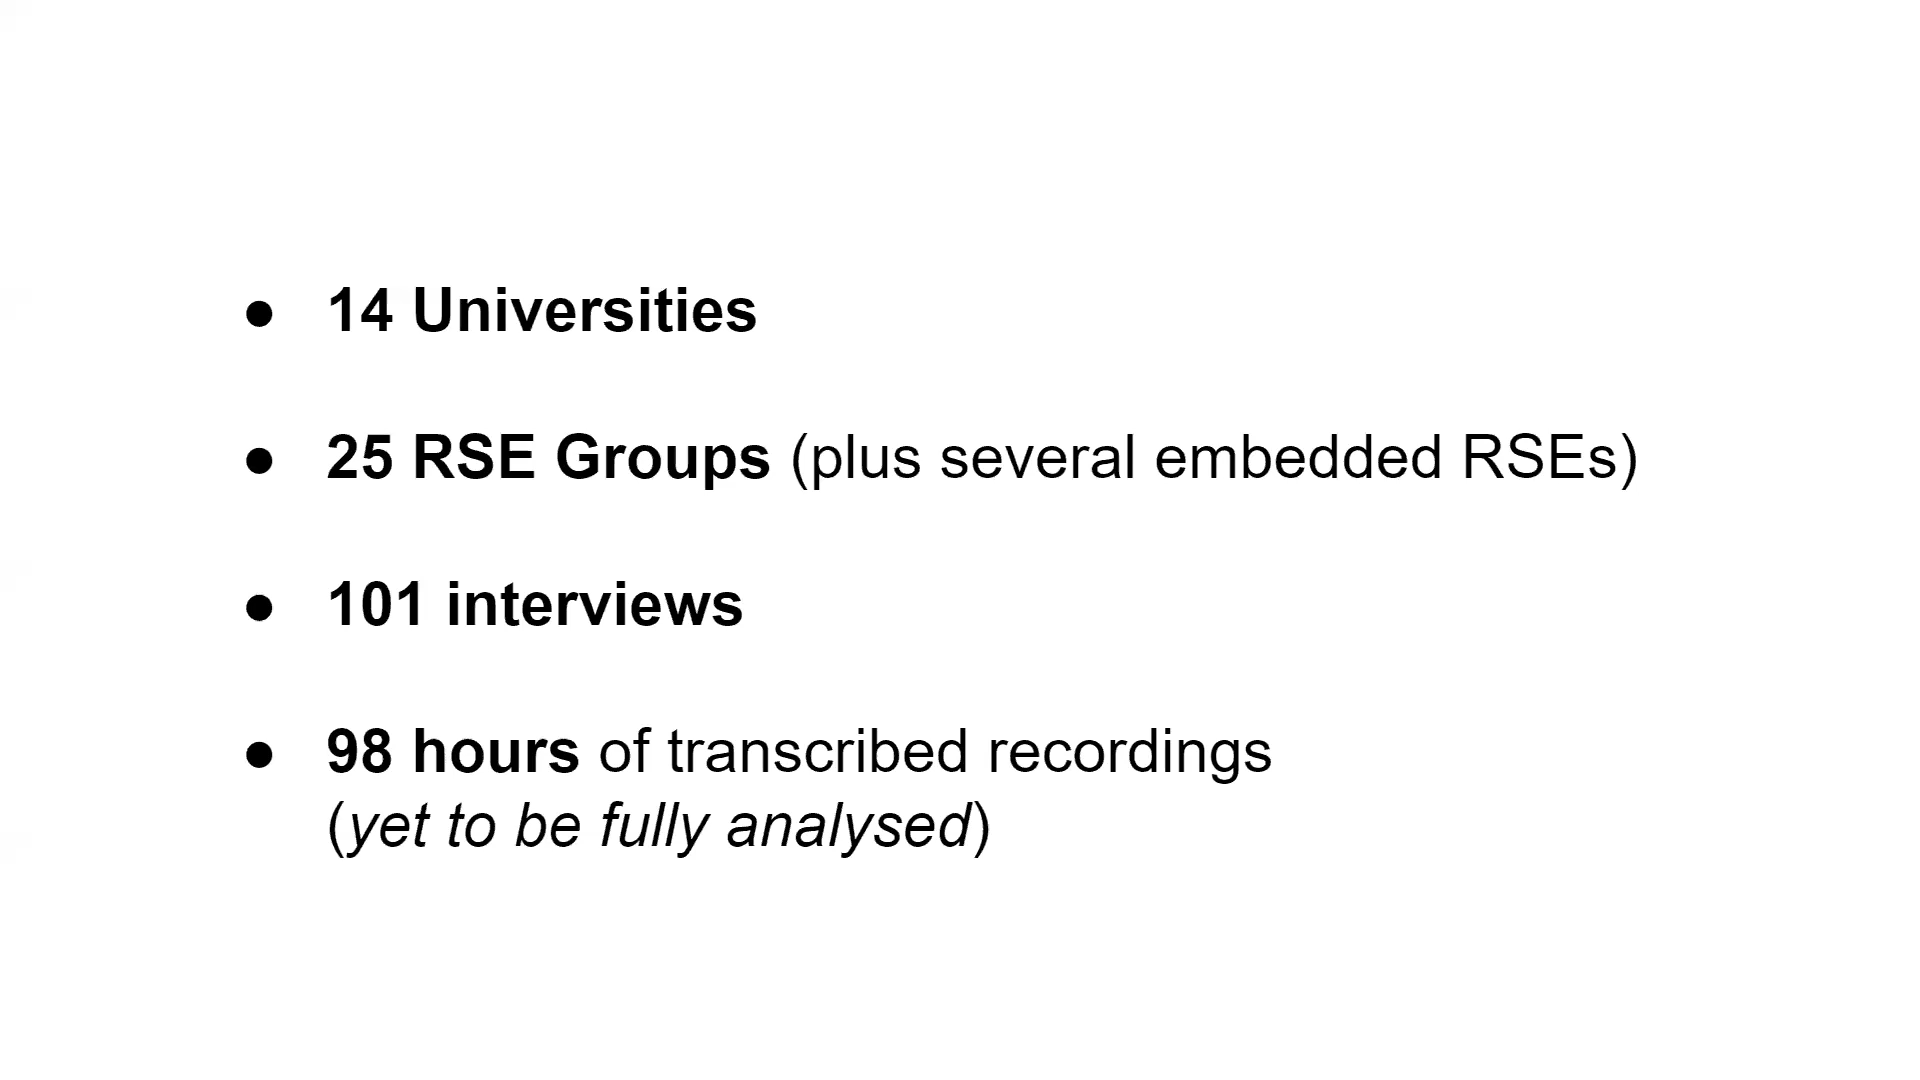 ● 14 Universities
● 25 RSE Groups (plus several embedded RSEs)
● 101 interviews
● 98 hours of transcribed recordings
(yet to be fully analysed)